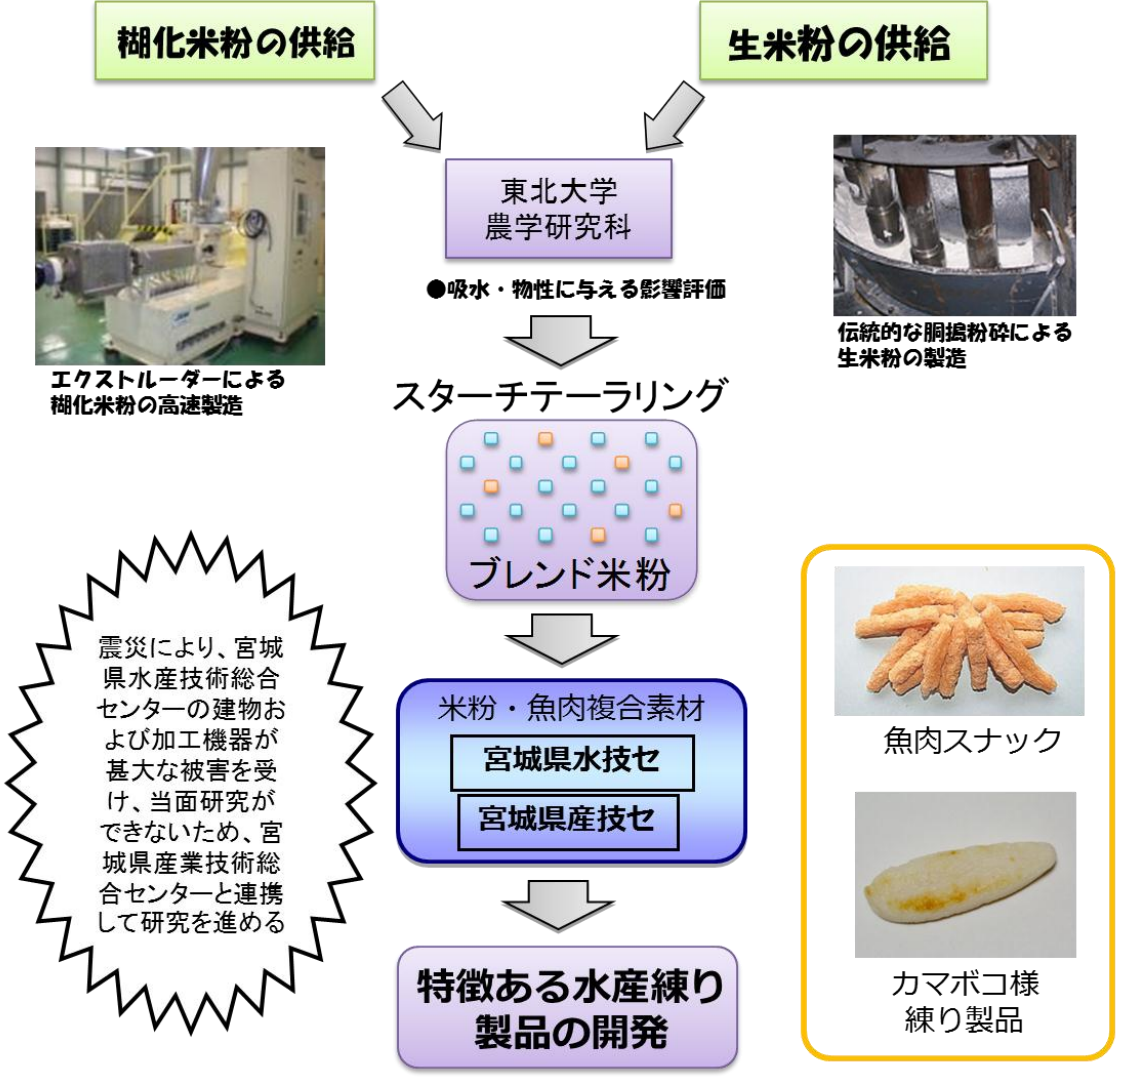 糊化米粉の供給
生米粉の供給
東北大学
農学研究科
●吸水・物性に与える影響評価
エクストルーダーによる
糊化米粉の高速製造
伝統的な胴搗粉砕による
生米粉の製造
スターチテーラリング
ブレンド米粉
震災により、宮城
県水産技術総合
センターの建物お
よび加工機器が
甚大な被害を受
け、当面研究が
できないため、宮
城県産業技術総
合センターと連携
して研究を進める
米粉・魚肉複合素材
宮城県水技セ
宮城県産技セ
特徴ある水産練り
製品の開発
魚肉スナック
カマボコ様
練り製品